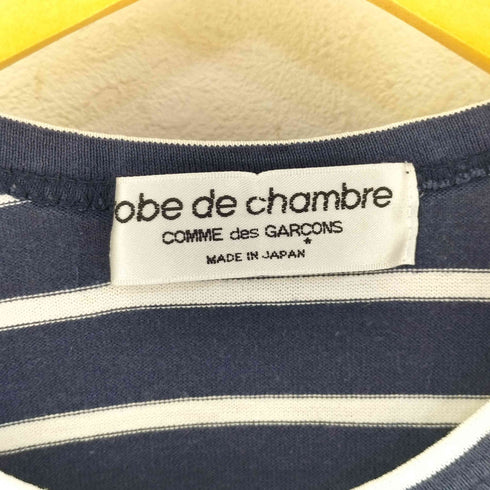 obe de chambre
COMME des GARÇONS
MADE IN JAPAN